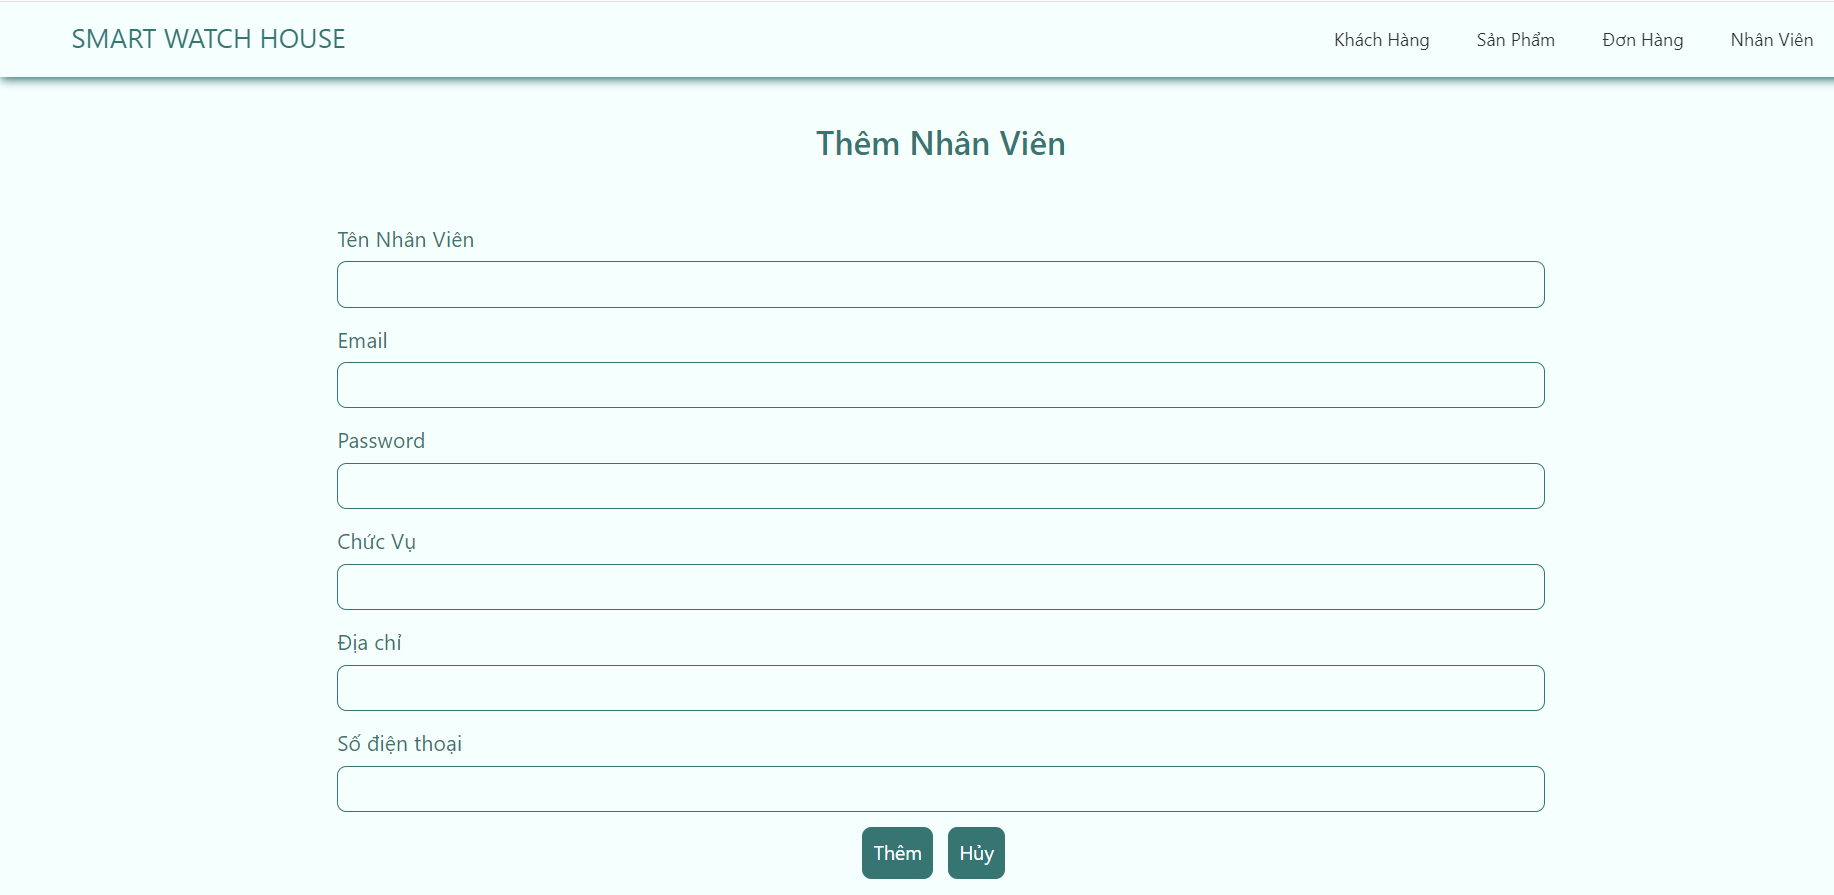 SMART WATCH HOUSE Khách Hàng Sản Phẩm Đơn Hàng Nhân Viên
Thêm Nhân Viên
Tên Nhân Viên
Email
Password
Chức Vụ
Địa chỉ
Số điện thoại
Thêm Hủy